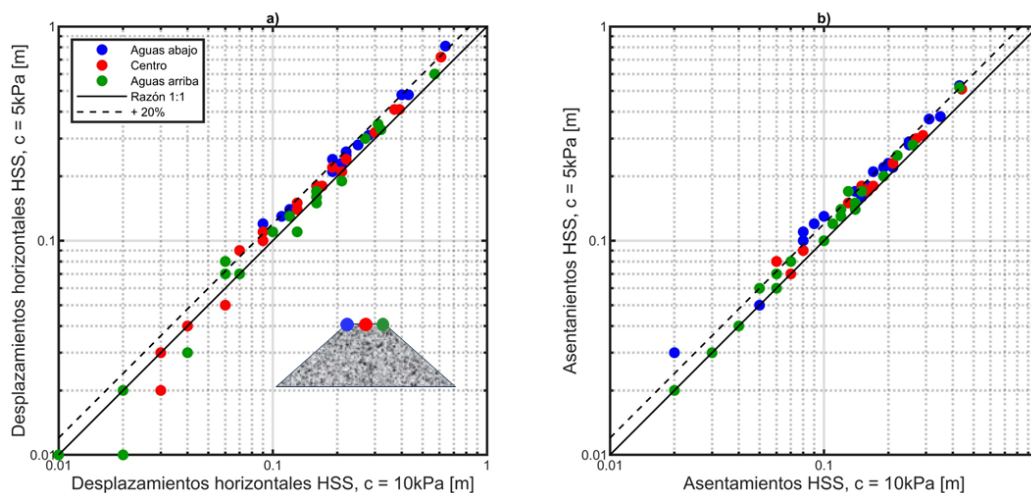 a)
Desplazamientos horizontales HSS, c = 5kPa [m]
1
0.1
0.01
Aguas abajo
Centro
Aguas arriba
Razón 1:1
+ 20%
0.01
0.1
1
Desplazamientos horizontales HSS, c = 10kPa [m]
b)
Asentanientos HSS, c = 5kPa [m]
1
0.1
0.01
0.01
0.1
1
Asentamientos HSS, c = 10kPa [m]